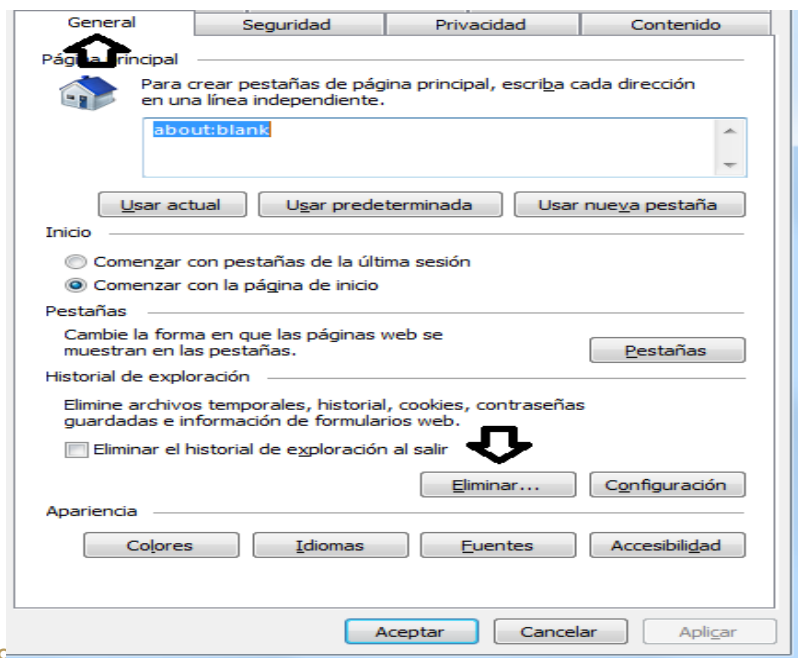 General Seguridad Privacidad Contenido
Página principal
Para crear pestañas de página principal, escriba cada dirección
en una línea independiente.
about:blank
Usar actual Usar predeterminada Usar nueva pestaña
Inicio
Comenzar con pestañas de la última sesión
Comenzar con la página de inicio
Pestañas
Cambie la forma en que las páginas web se
muestran en las pestañas.
Pestañas
Historial de exploración
Elimine archivos temporales, historial, cookies, contraseñas
guardadas e información de formularios web.
Eliminar el historial de exploración al salir
Eliminar... Configuración
Apariencia
Colores Idiomas Fuentes Accesibilidad
Aceptar Cancelar Aplicar